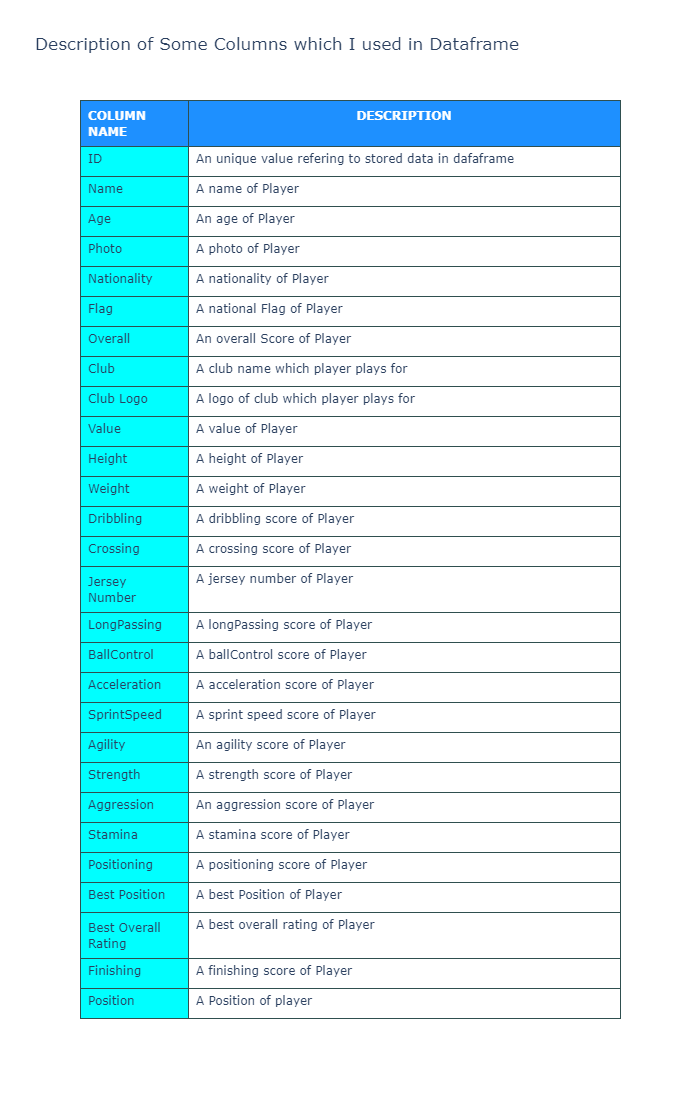 Description of Some Columns which I used in Dataframe
COLUMN
NAME
DESCRIPTION
ID
An unique value refering to stored data in dafaframe
Name
A name of Player
Age
An age of Player
Photo
A photo of Player
Nationality
A nationality of Player
Flag
A national Flag of Player
Overall
An overall Score of Player
Club
A club name which player plays for
Club Logo
A logo of club which player plays for
Value
A value of Player
Height
A height of Player
Weight
A weight of Player
Dribbling
A dribbling score of Player
Crossing
A crossing score of Player
Jersey
Number
A jersey number of Player
LongPassing
A longPassing score of Player
BallControl
A ballControl score of Player
Acceleration
A acceleration score of Player
SprintSpeed
A sprint speed score of Player
Agility
An agility score of Player
Strength
A strength score of Player
Aggression
An aggression score of Player
Stamina
A stamina score of Player
Positioning
A positioning score of Player
Best Position
A best Position of Player
Best Overall
Rating
A best overall rating of Player
Finishing
A finishing score of Player
Position
A Position of player